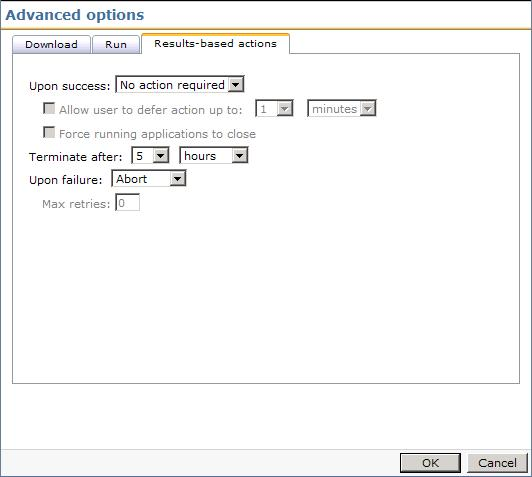 Advanced options
Download Run Results-based actions
Upon success: No action required
Allow user to defer action up to: 1 minutes
Force running applications to close
Terminate after: 5 hours
Upon failure: Abort
Max retries: 0
OK Cancel